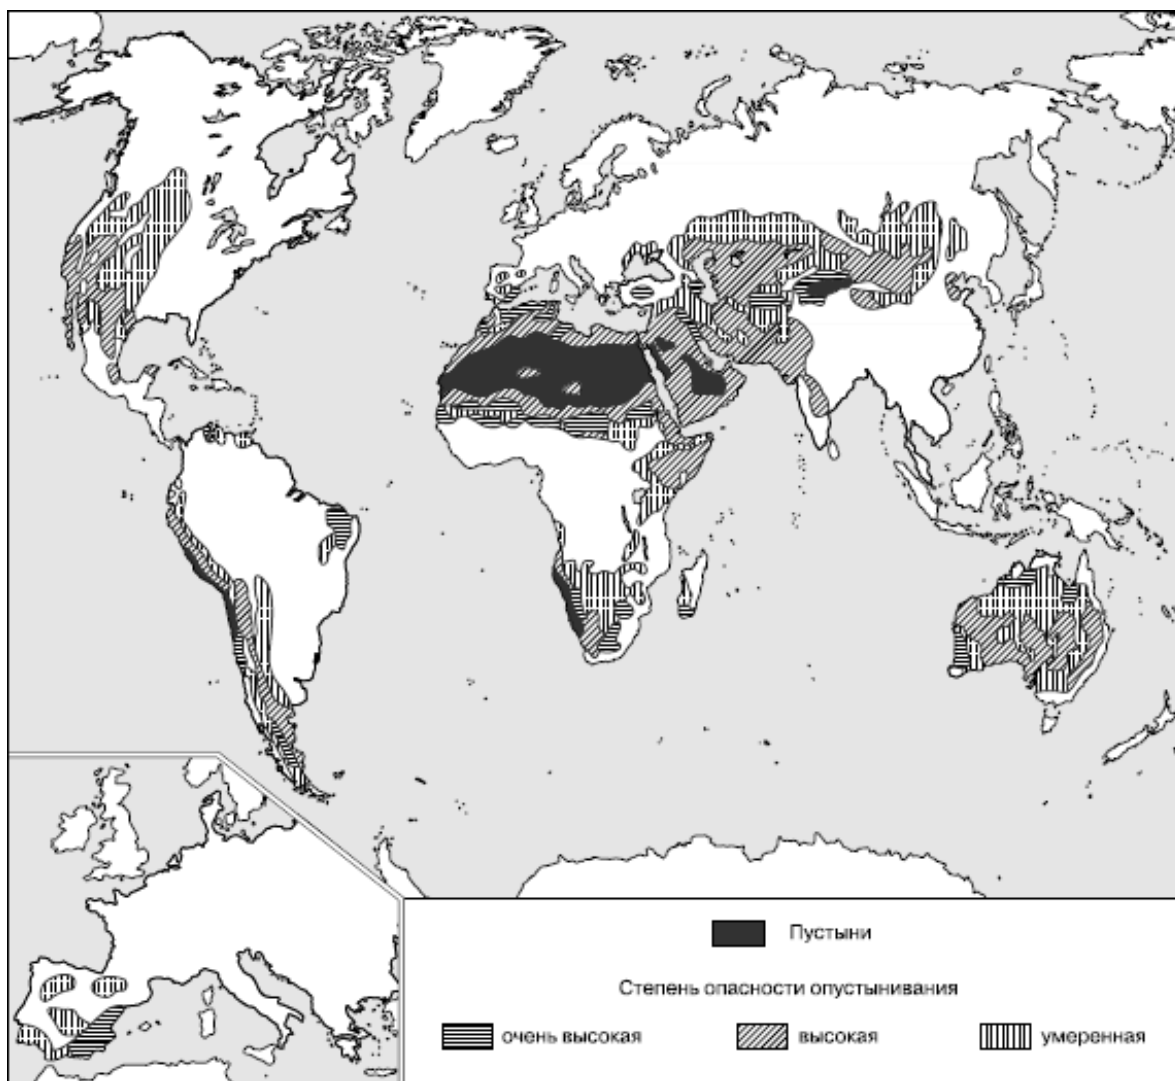 Пустыни
Степень опасности опустынивания
очень высокая
высокая
умеренная